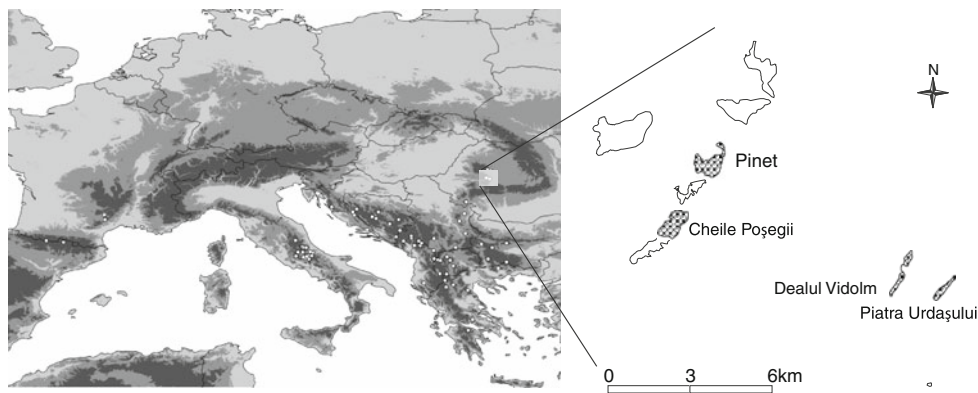 N
Pinet
Cheile Poşegii
Dealul Vidolm
Piatra Urdaşului
0 3 6km